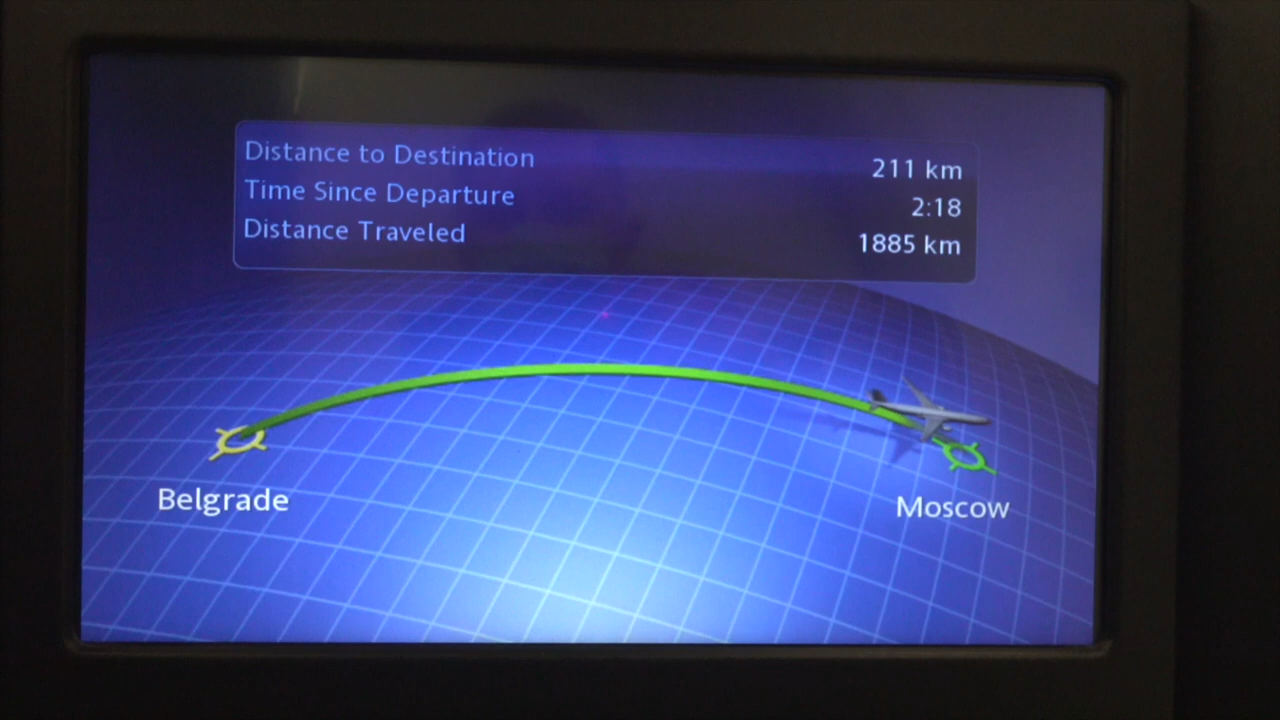 Distance to Destination 211 km
Time Since Departure 2:18
Distance Traveled 1885 km
Belgrade Moscow